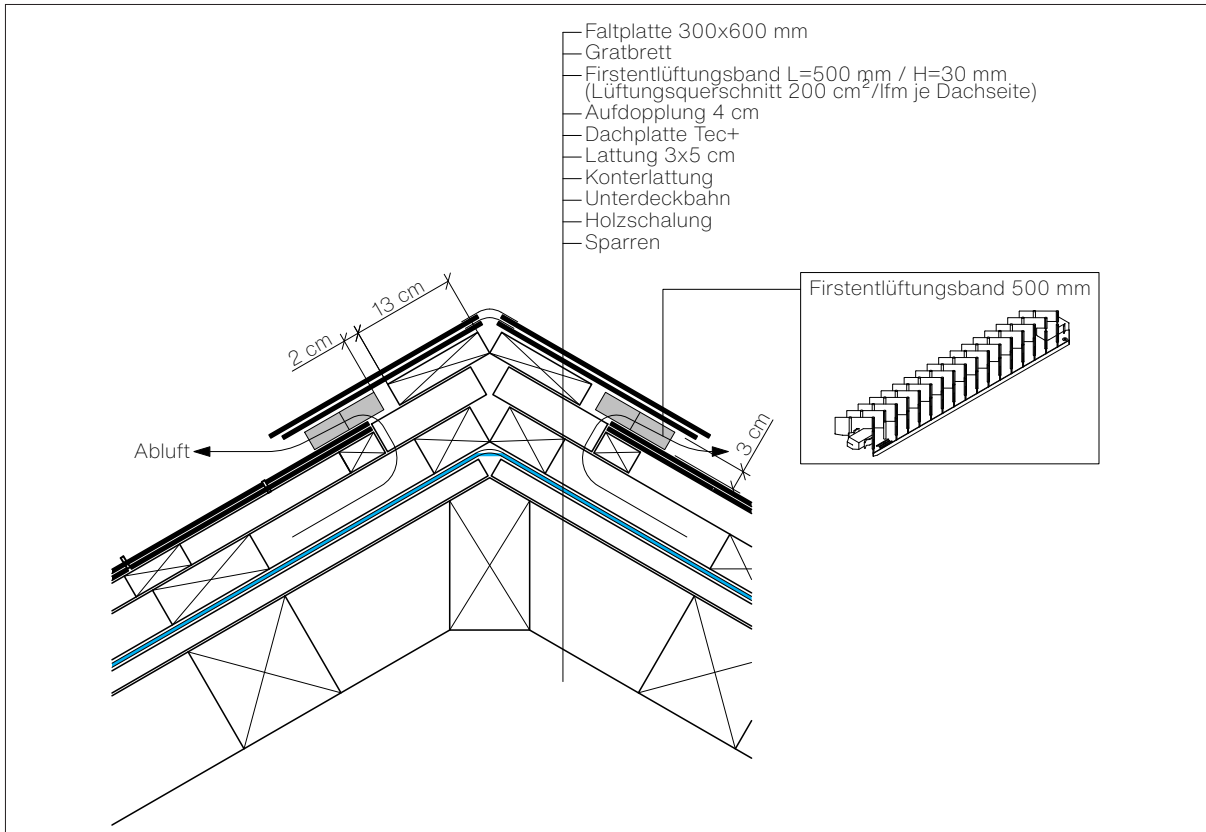 Faltplatte 300x600 mm
Gratbrett
Firstentlüftungsband L=500 mm / H=30 mm
(Lüftungsquerschnitt 200 cm²/lfm je Dachseite)
Aufdopplung 4 cm
Dachplatte Tec+
Lattung 3x5 cm
Konterlattung
Unterdeckbahn
Holzschalung
Sparren
Firstentlüftungsband 500 mm
13 cm
2 cm
3 cm
Abluft